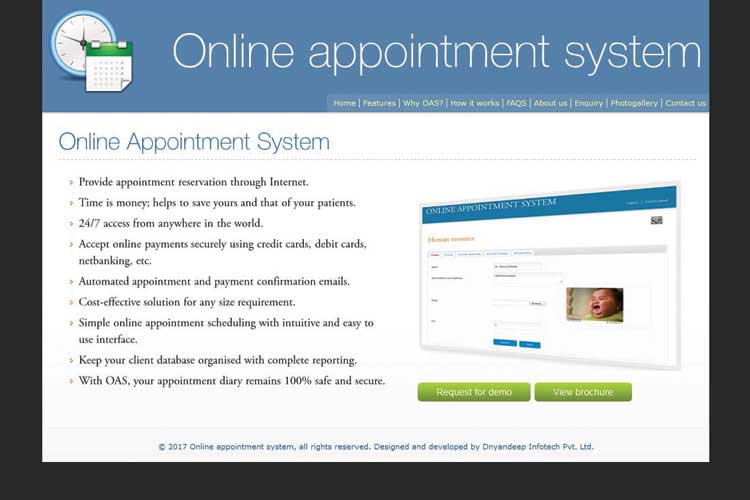 Online appointment system
Home | Features | Why OAS? | How it works | FAQS | About us | Enquiry | Photogallery | Contact us
Online Appointment System
Provide appointment reservation through Internet.
Time is money; helps to save yours and that of your patients.
24/7 access from anywhere in the world.
Accept online payments securely using credit cards, debit cards,
netbanking, etc.
Automated appointment and payment confirmation emails.
Cost-effective solution for any size requirement.
Simple online appointment scheduling with intuitive and easy to
use interface.
Keep your client database organised with complete reporting.
With OAS, your appointment diary remains 100% safe and secure.
ONLINE APPOINTMENT SYSTEM
Human resource
Request for demo
View brochure
© 2017 Online appointment system, all rights reserved. Designed and developed by Dnyandeep Infotech Pvt. Ltd.